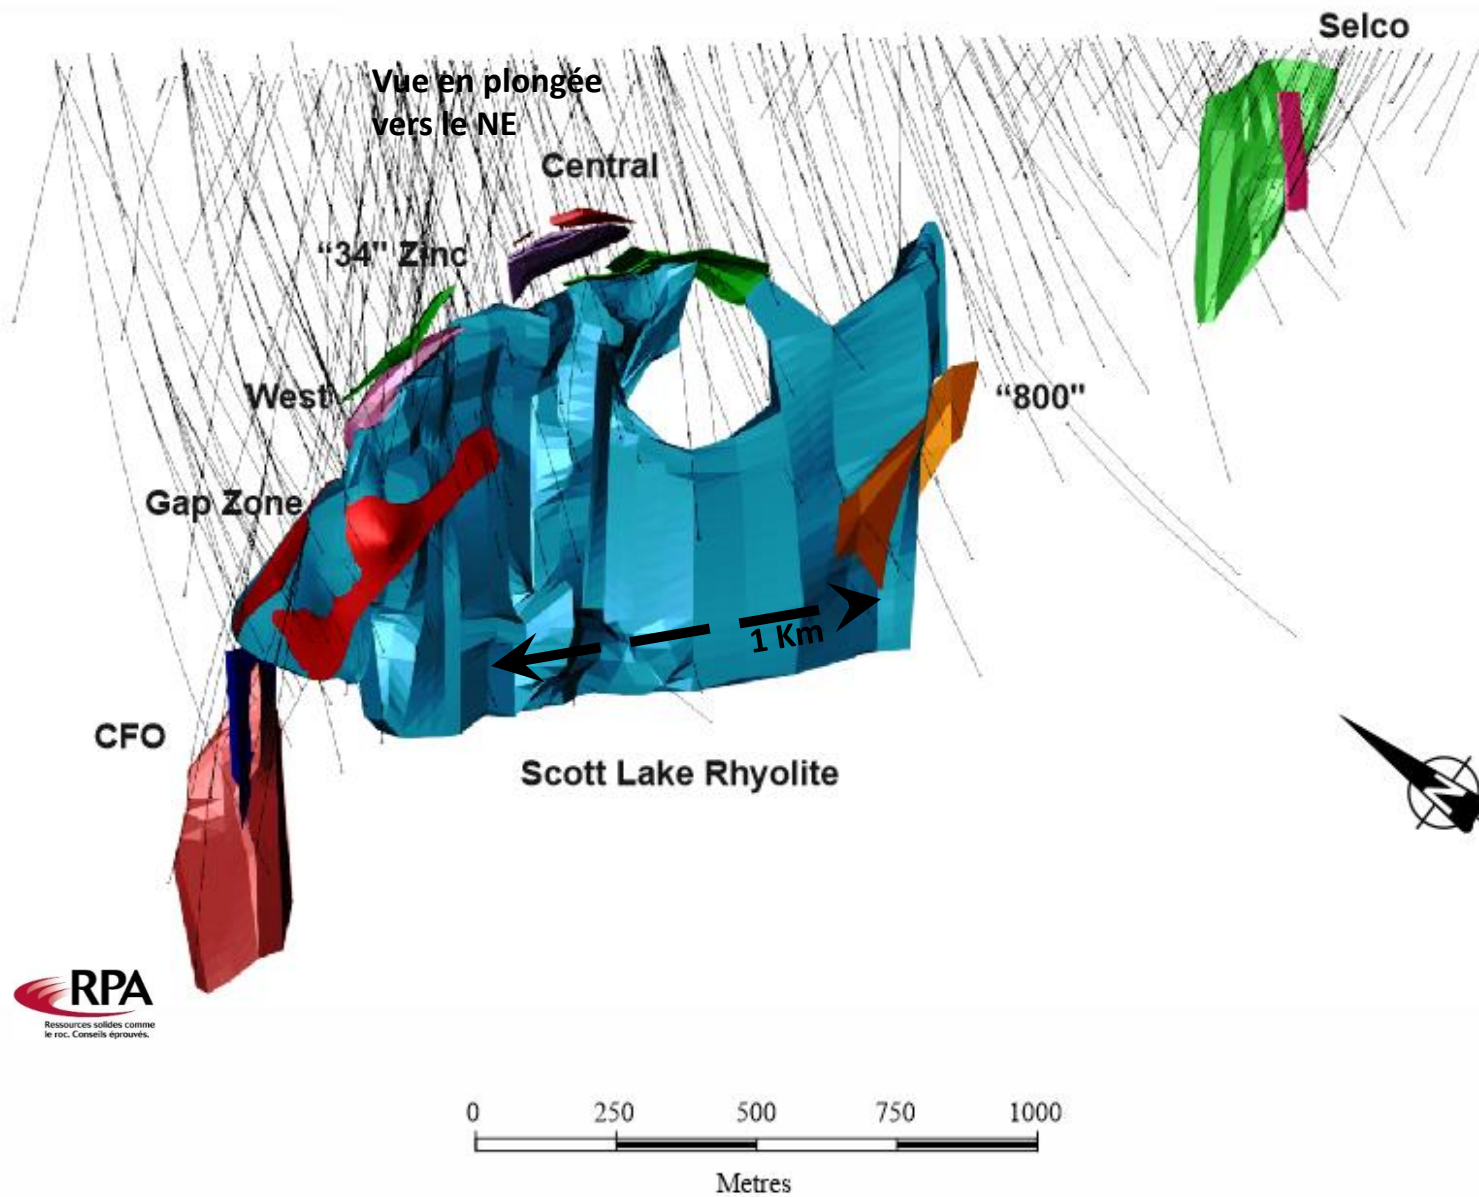 Selco
Vue en plongée
vers le NE
Central
“34" Zinc
West
“800"
Gap Zone
1 Km
CFO
Scott Lake Rhyolite
N
RPA
Ressources solides comme
le roc. Conseils éprouvés.
0 250 500 750 1000
Metres